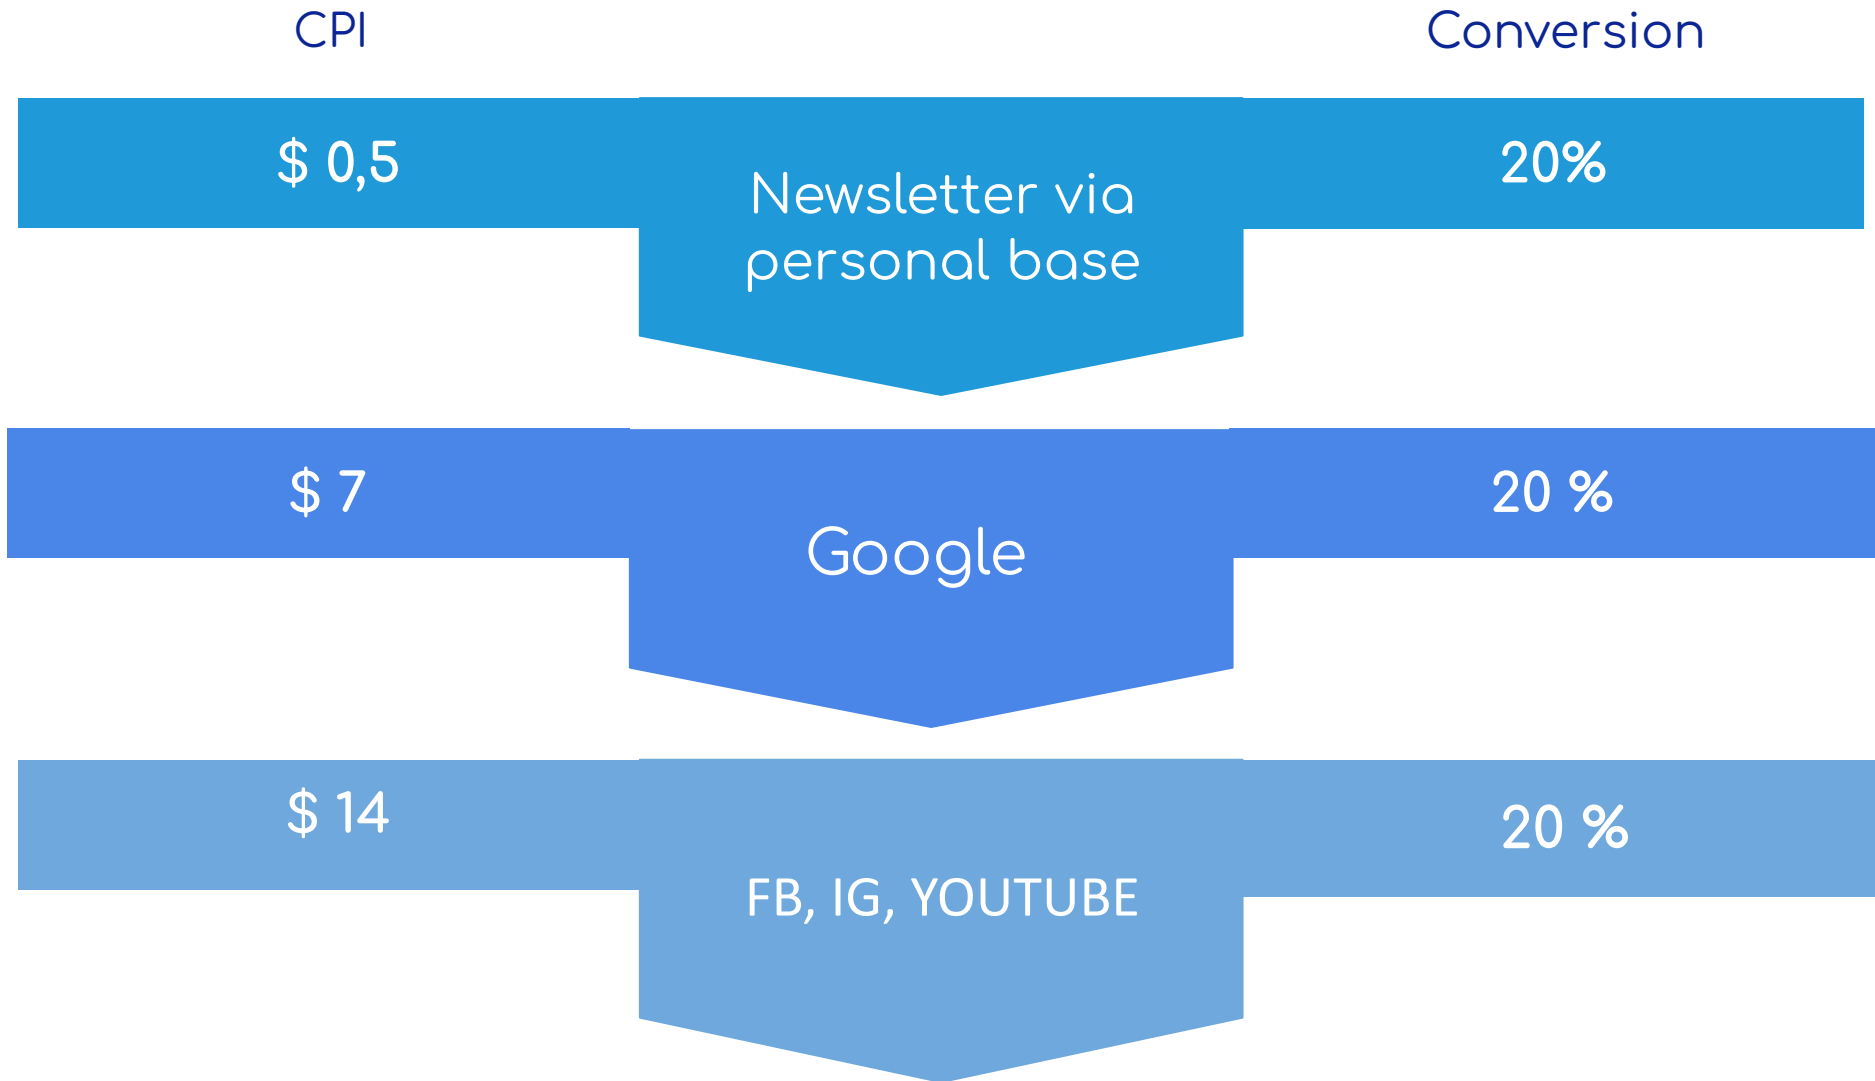 CPI
Conversion
$ 0,5
Newsletter via
personal base
20%
$ 7
Google
20 %
$ 14
FB, IG, YOUTUBE
20 %